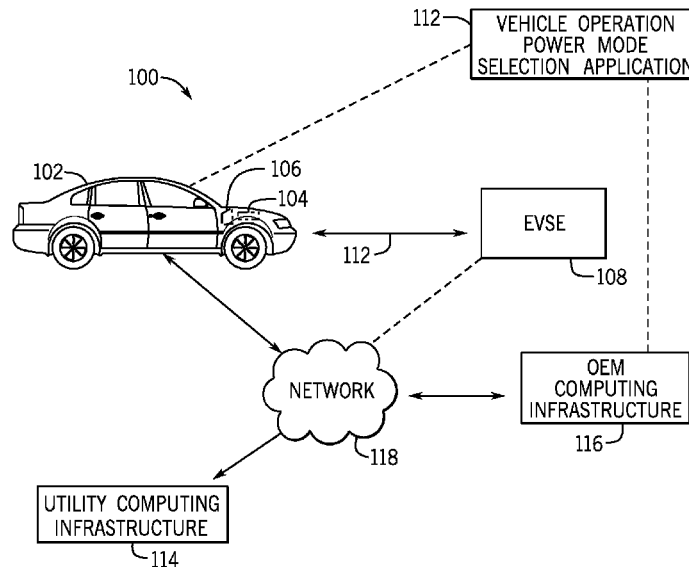 112
VEHICLE OPERATION
POWER MODE
SELECTION APPLICATION
100
102
106
104
EVSE
112
108
NETWORK
OEM
COMPUTING
INFRASTRUCTURE
116
118
UTILITY COMPUTING
INFRASTRUCTURE
114